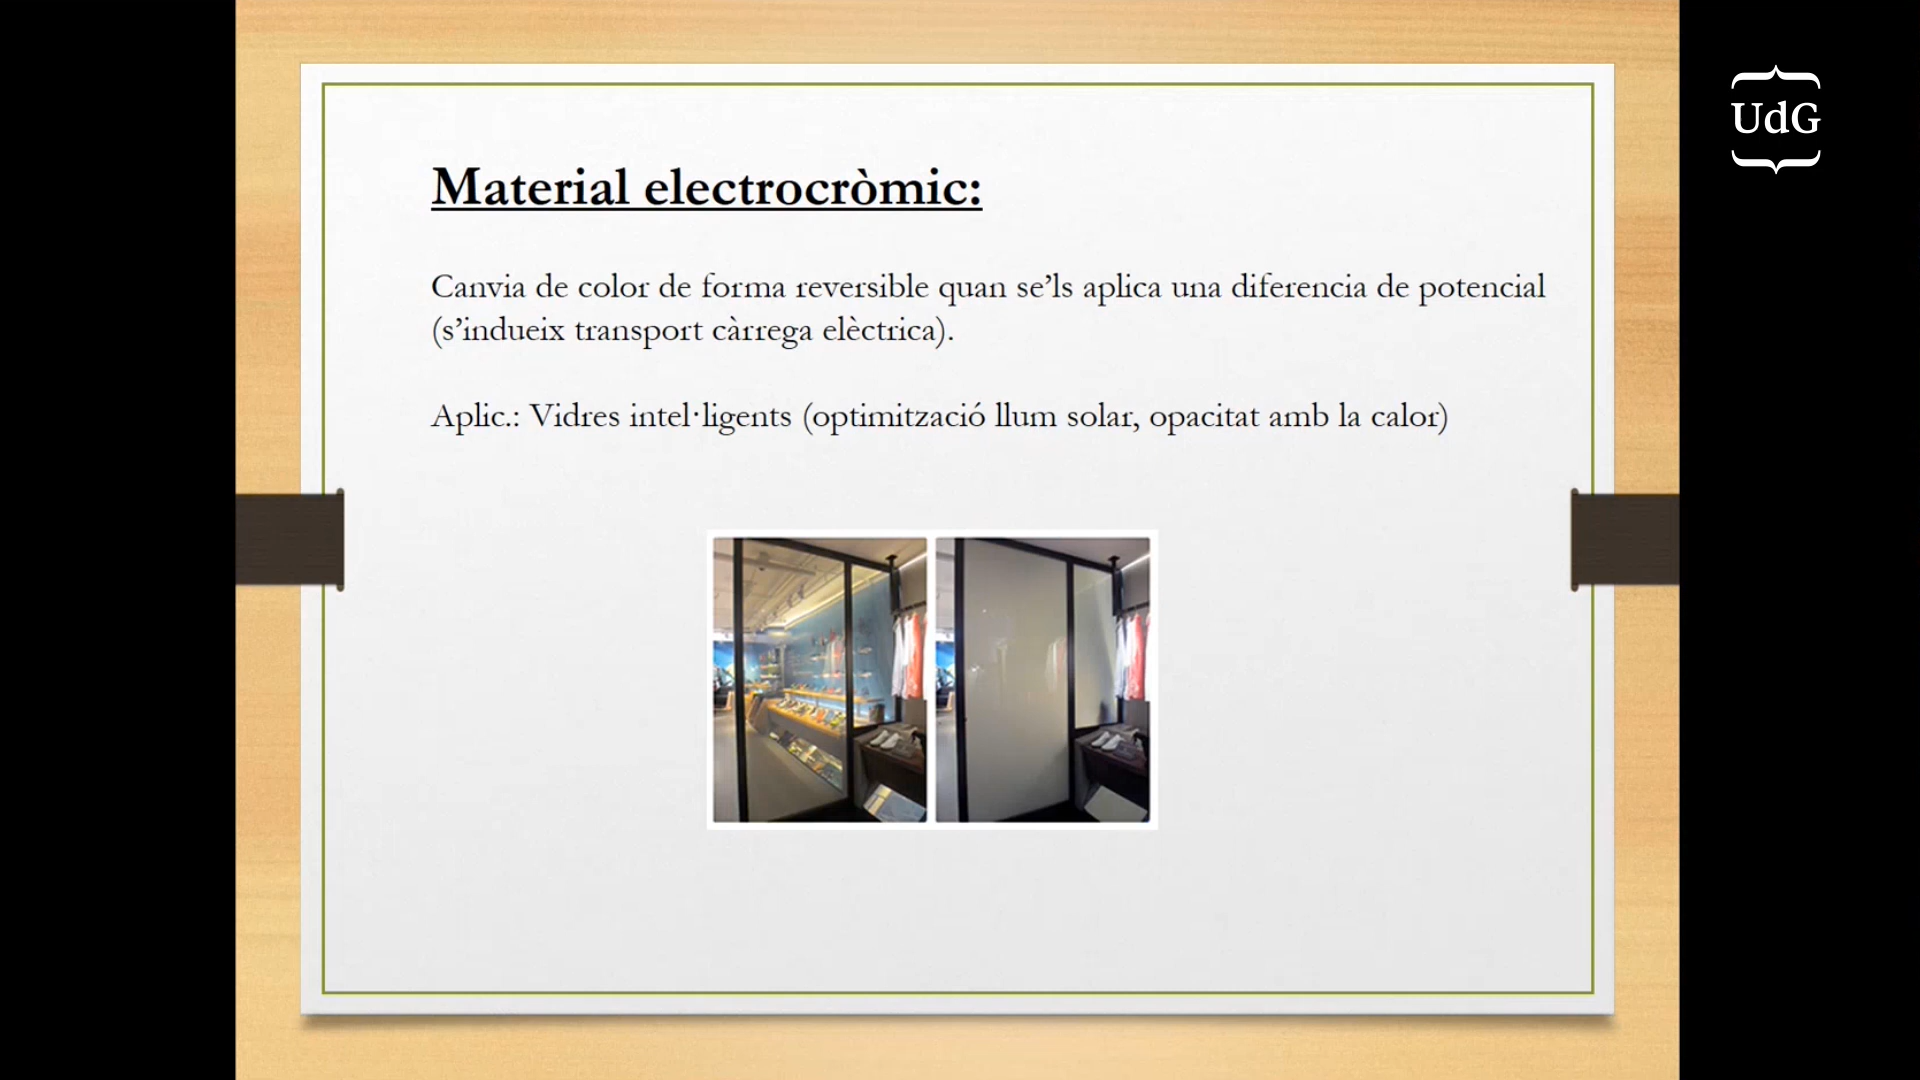 Material electrocròmic:
Canvia de color de forma reversible quan se’ls aplica una diferencia de potencial
(s’indueix transport càrrega elèctrica).
Aplic.: Vidres intel·ligents (optimització llum solar, opacitat amb la calor)
UdG